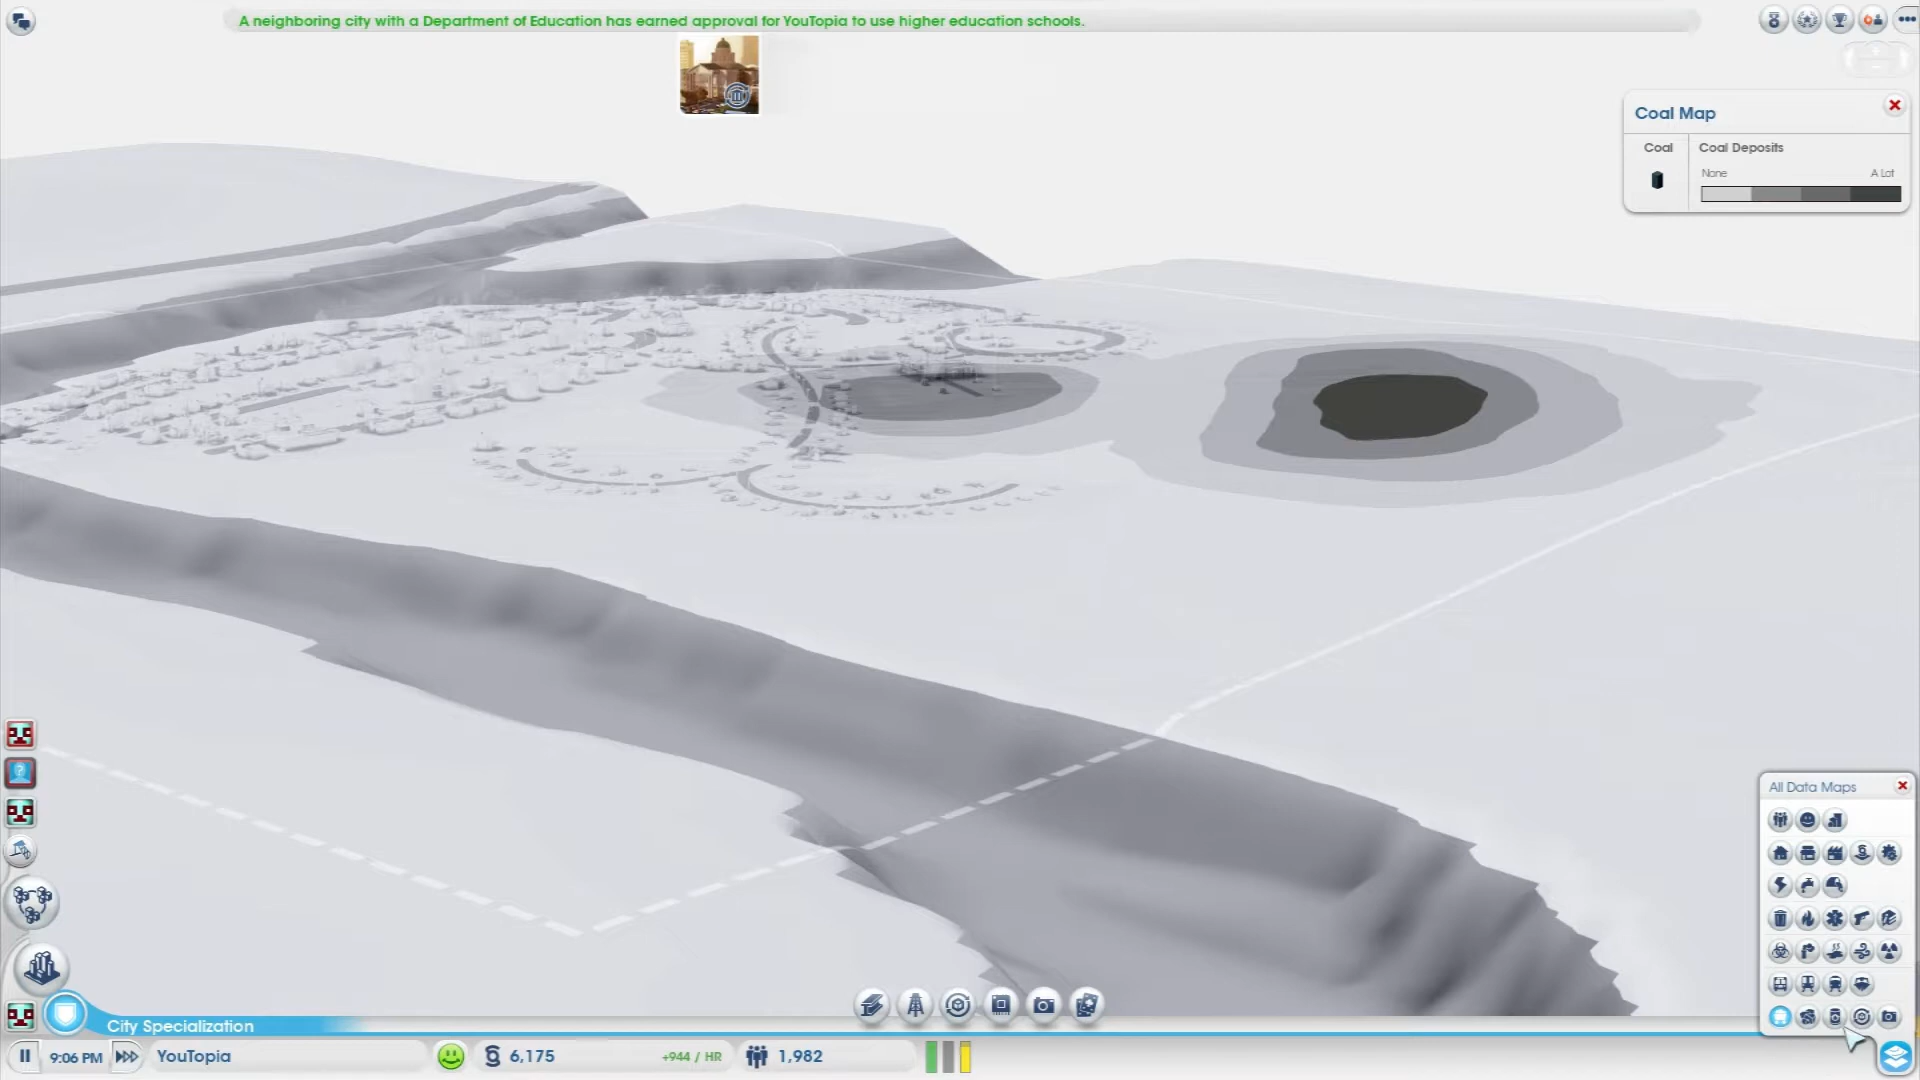 A neighboring city with a Department of Education has earned approval for YouTopia to use higher education schools.
Coal Map
Coal
Coal Deposits
None
A Lot
All Data Maps
City Specialization
9:06 PM
YouTopia
6,175
+944 / HR
1,982